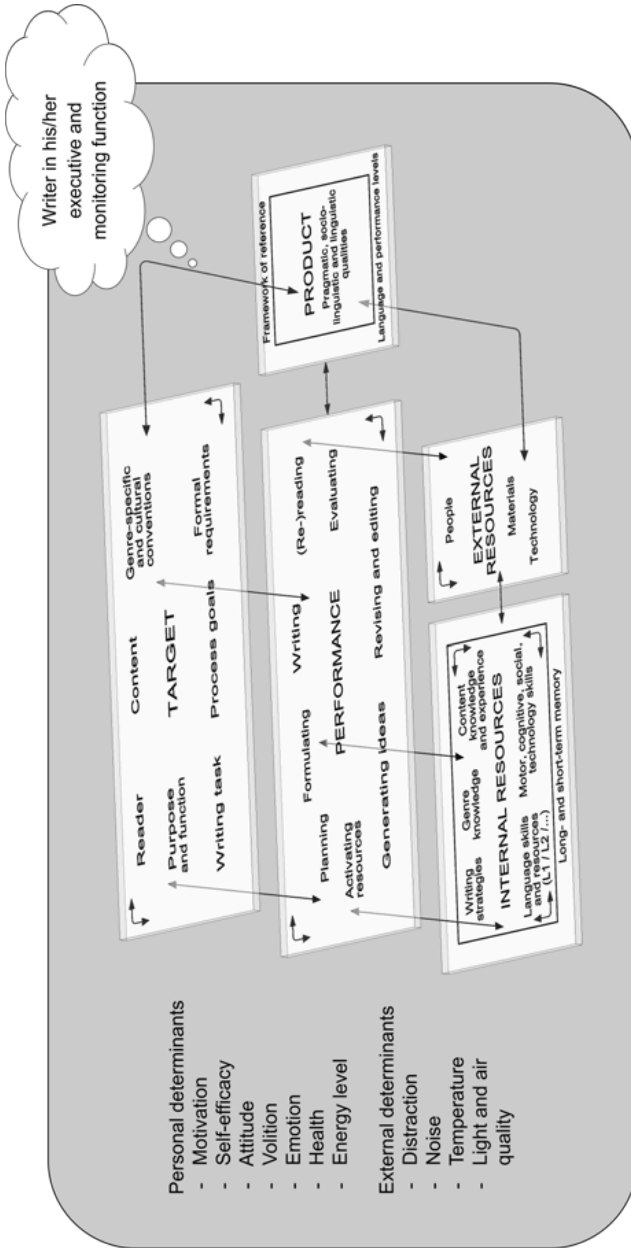 Writer in his/her
executive and
monitoring function
Personal determinants
- Motivation
- Self-efficacy
- Attitude
- Volition
- Emotion
- Health
- Energy level
External determinants
- Distraction
- Noise
- Temperature
- Light and air
quality
Reader
Content
Genre-specific
and cultural
conventions
Purpose
and function
TARGET
Writing task
Process goals
Formal
requirements
Planning
Formulating
Writing
(Re-)reading
Activating
resources
PERFORMANCE
Evaluating
Generating ideas
Revising and editing
Framework of reference
PRODUCT
Pragmatic, socio-
linguistic and linguistic
qualities
Language and performance levels
Writing
strategies
Genre
knowledge
Content
knowledge
and experience
INTERNAL RESOURCES
Language skills
and resources
(L1 / L2 /...)
Motor, cognitive, social,
technology skills
Long- and short-term memory
People
EXTERNAL
RESOURCES
Materials
Technology